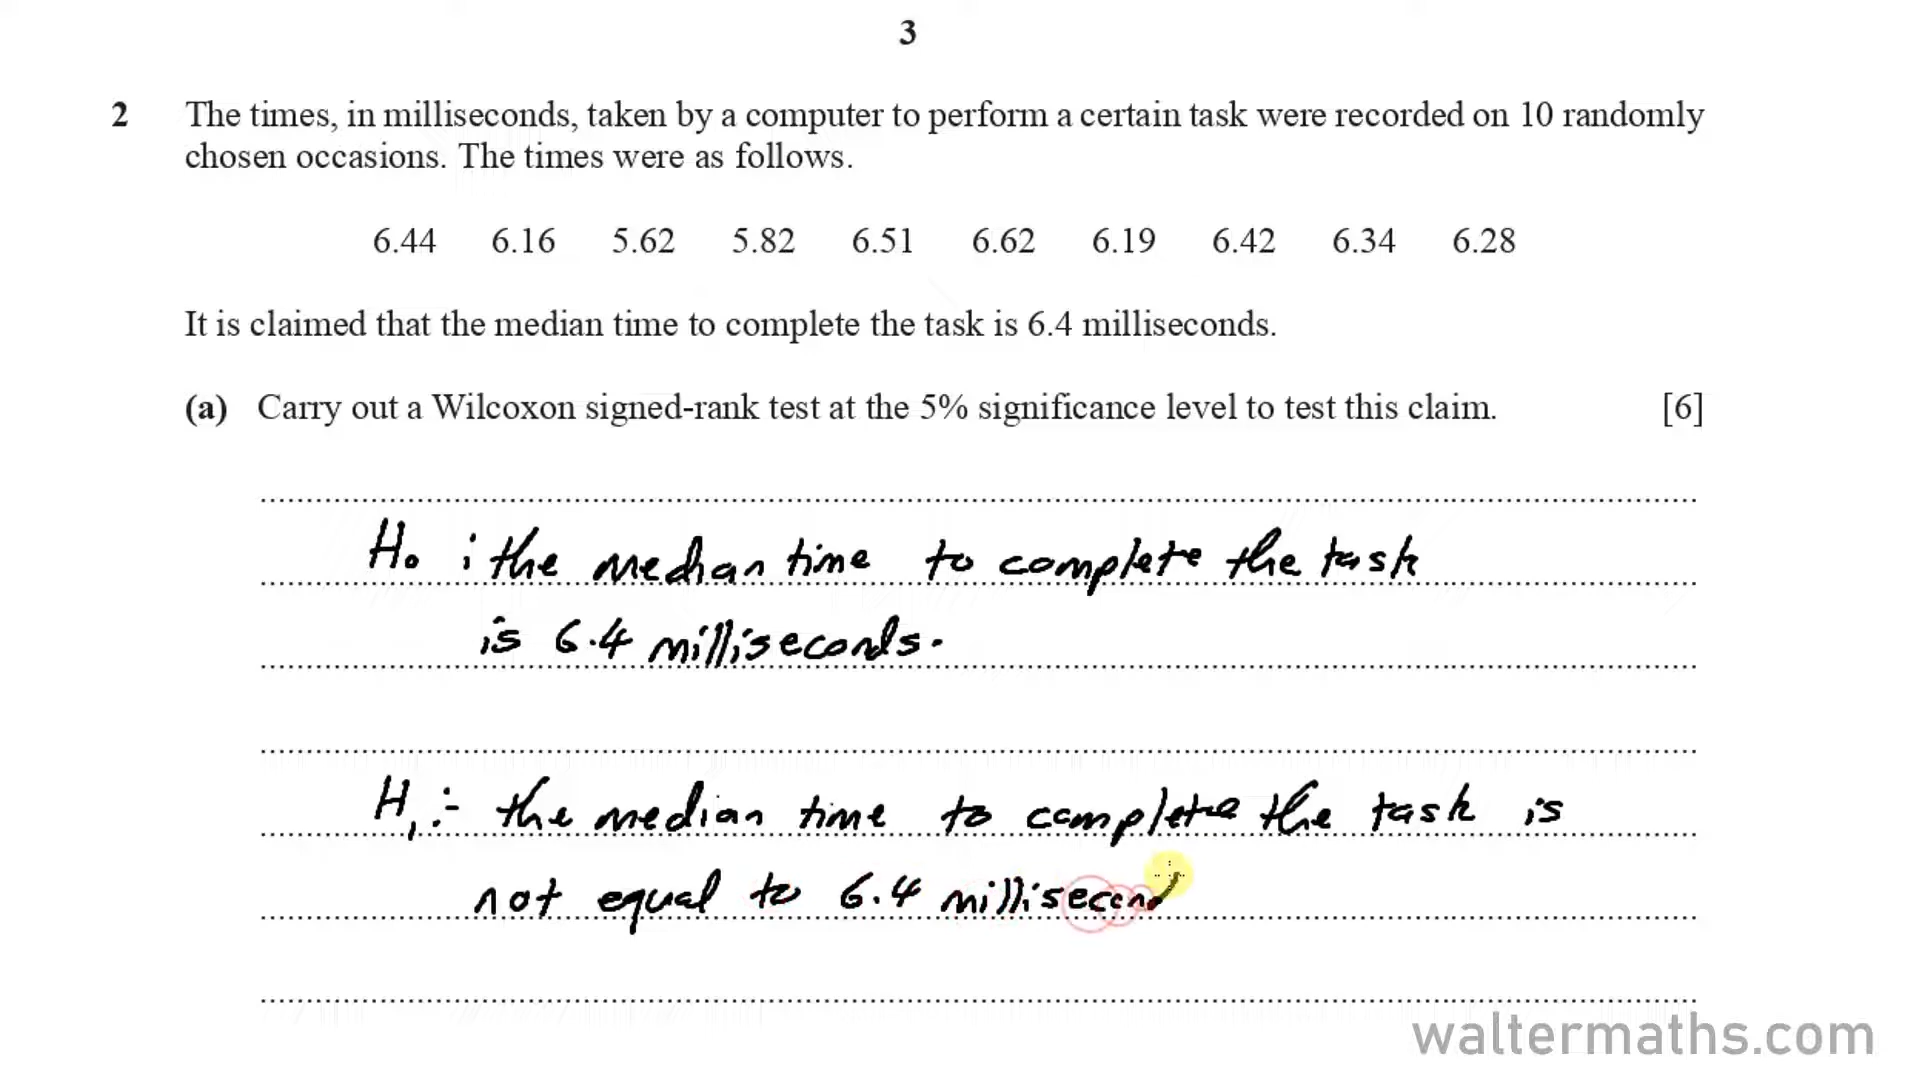 3
2 The times, in milliseconds, taken by a computer to perform a certain task were recorded on 10 randomly
chosen occasions. The times were as follows.
6.44 6.16 5.62 5.82 6.51 6.62 6.19 6.42 6.34 6.28
It is claimed that the median time to complete the task is 6.4 milliseconds.
(a) Carry out a Wilcoxon signed-rank test at the 5% significance level to test this claim. [6]
H₀ : the median time to complete the task
is 6.4 milliseconds.
H₁ :- the median time to complete the task is
not equal to 6.4 millisecond
waltermaths.com